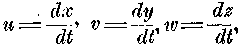 u = dx/dt, v = dy/dt, w = dz/dt,